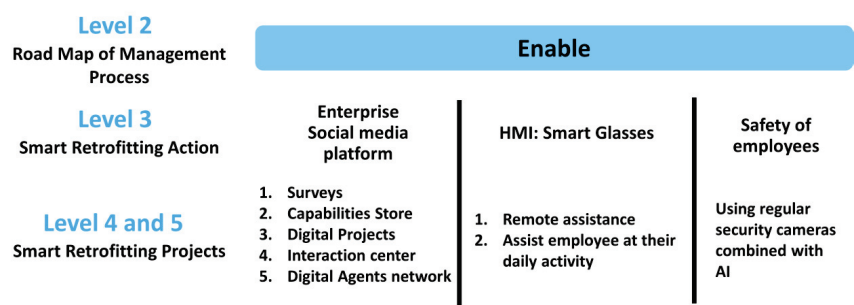 Level 2
Road Map of Management
Process
Enable
Level 3
Smart Retrofitting Action
Enterprise
Social media
platform
HMI: Smart Glasses
Safety of
employees
Level 4 and 5
Smart Retrofitting Projects
1. Surveys
2. Capabilities Store
3. Digital Projects
4. Interaction center
5. Digital Agents network
1. Remote assistance
2. Assist employee at their
daily activity
Using regular
security cameras
combined with
AI